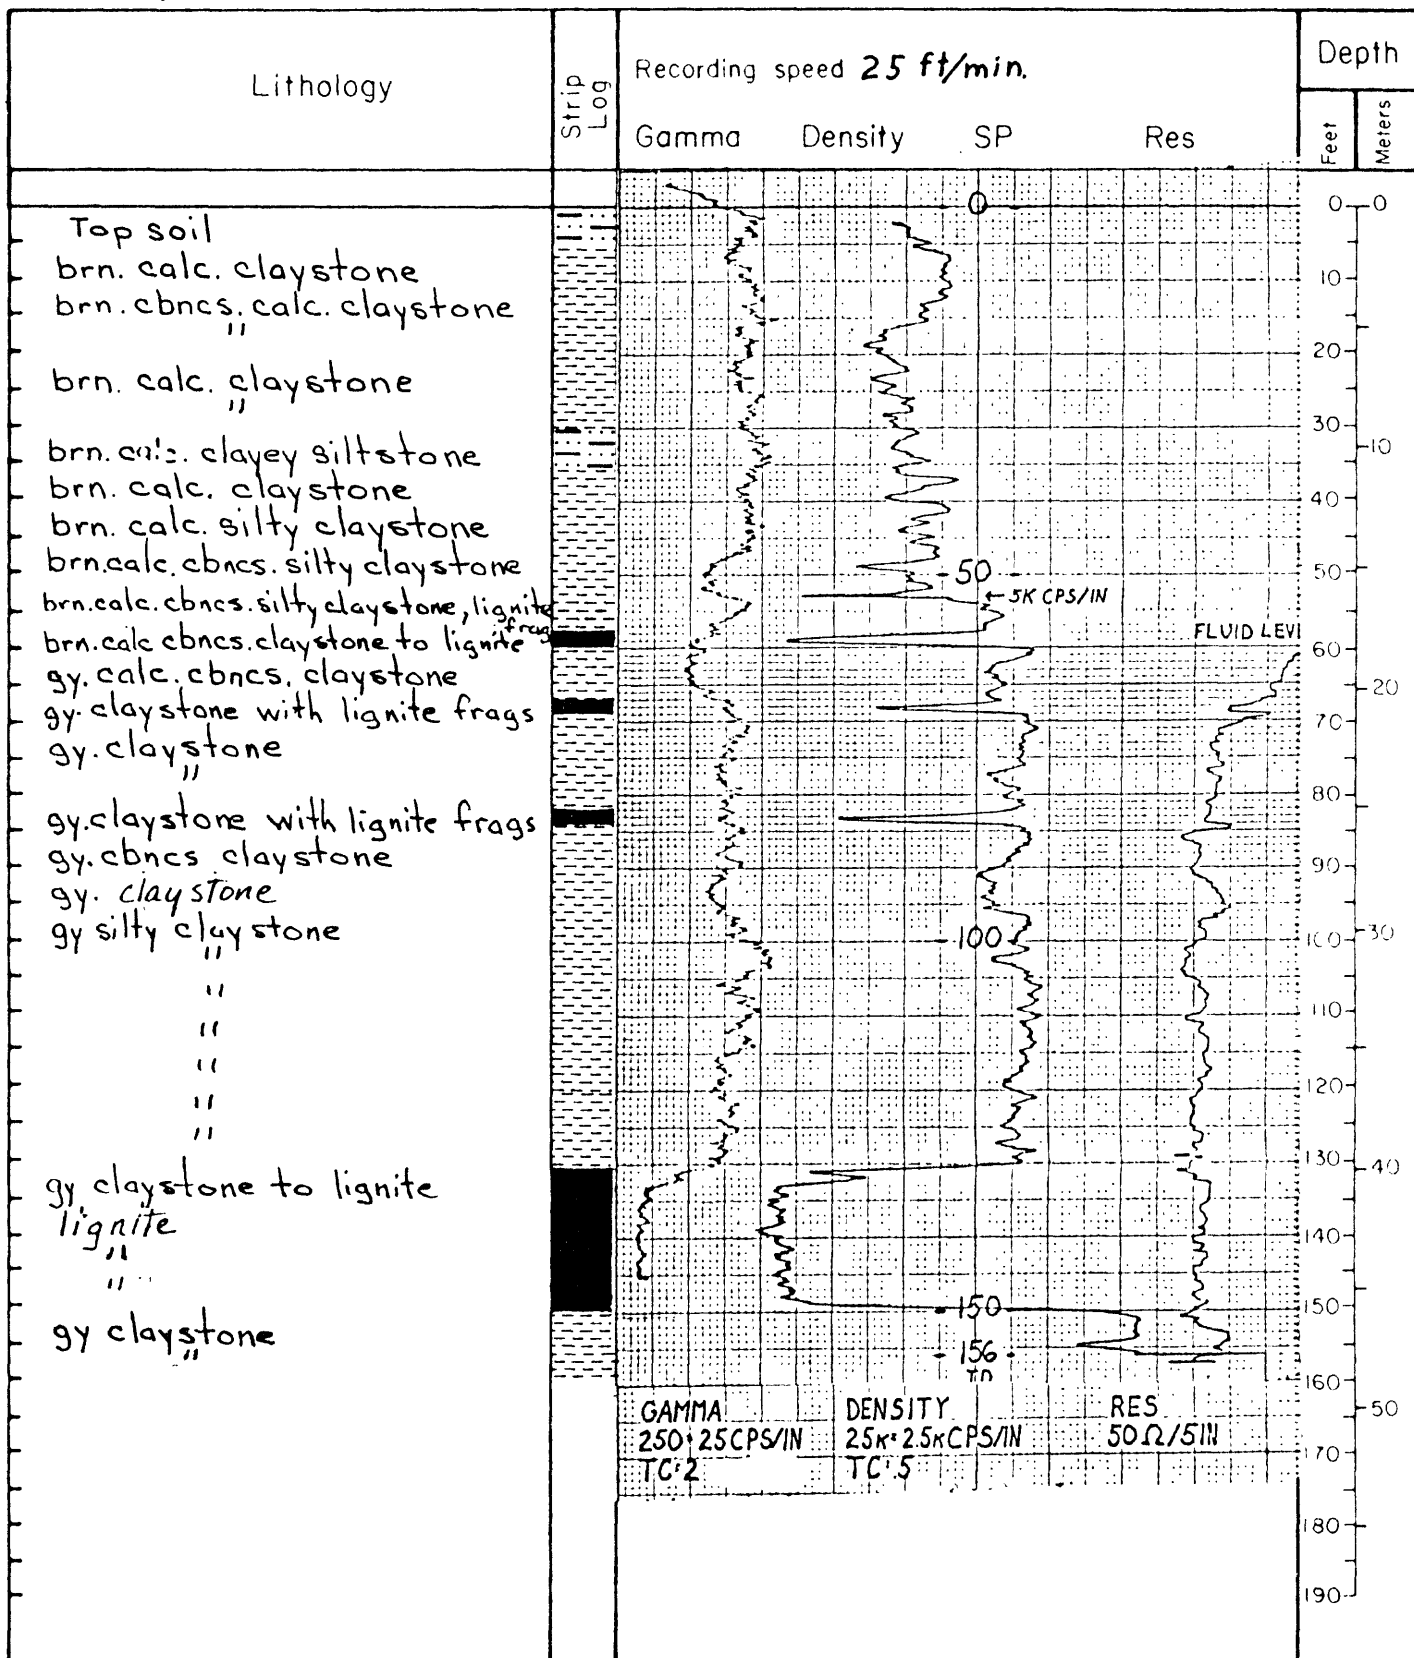 Lithology
Strip Log
Recording speed 25 ft/min.
Gamma Density SP Res
Depth
Feet
Meters
Top soil
brn. calc. claystone
brn. cbncs. calc. claystone
"
brn. calc. claystone
"
brn. calc. clayey siltstone
brn. calc. claystone
brn. calc. silty claystone
brn.calc. cbncs. silty claystone
brn.calc. cbncs. silty claystone, lignite frags
brn.calc cbncs. claystone to lignite
gy. calc. cbncs. claystone
gy. claystone with lignite frags
gy. claystone
"
gy. claystone with lignite frags
gy. cbncs claystone
gy. claystone
gy silty claystone
"
"
"
"
"
"
gy. claystone to lignite
lignite
"
"
gy claystone
"
0
50
← 5K CPS/IN
FLUID LEV
100
150
156
TD
GAMMA
250 25 CPS/IN
TC 2
DENSITY
25K 2.5K CPS/IN
TC .5
RES
50 Ω/5 IN
0
10
20
30
40
50
60
70
80
90
100
110
120
130
140
150
160
170
180
190
0
10
20
30
40
50